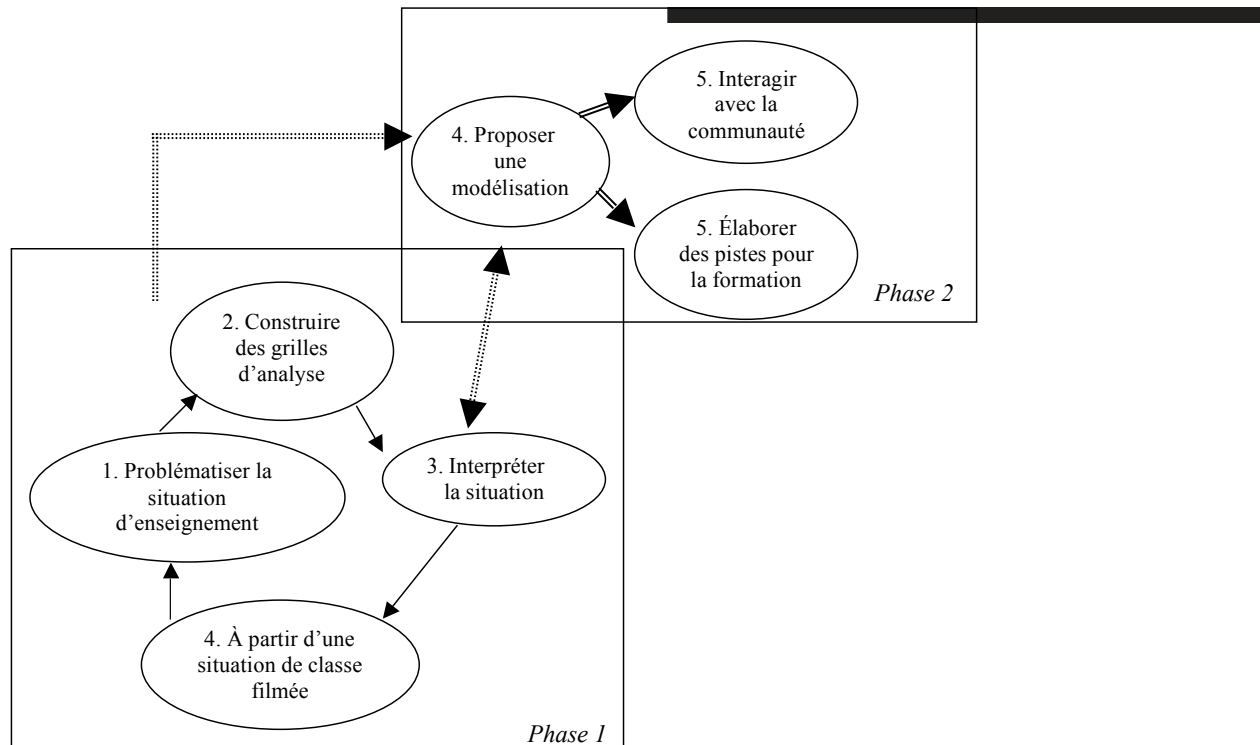 5. Interagir
avec la
communauté
4. Proposer
une
modélisation
5. Élaborer
des pistes pour
la formation
Phase 2
2. Construire
des grilles
d’analyse
1. Problématiser la
situation
d’enseignement
3. Interpréter
la situation
4. À partir d’une
situation de classe
filmée
Phase 1